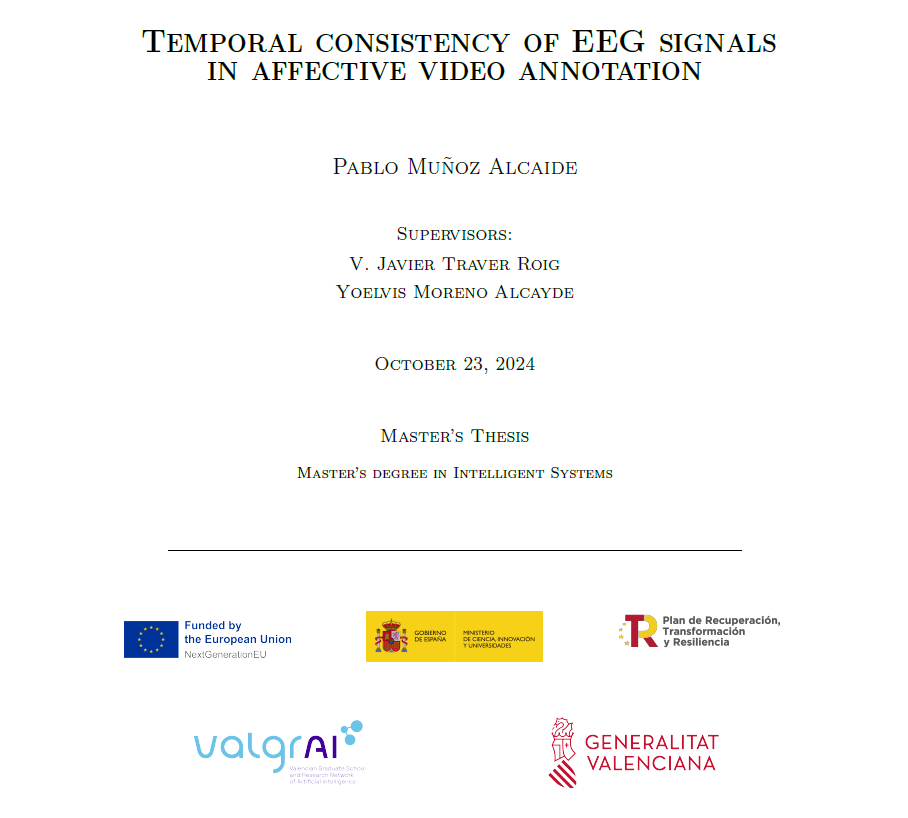 Temporal consistency of EEG signals
in affective video annotation
Pablo Muñoz Alcaide
Supervisors:
V. Javier Traver Roig
Yoelvis Moreno Alcayde
October 23, 2024
Master's Thesis
Master's degree in Intelligent Systems
Funded by
the European Union
NextGenerationEU
GOBIERNO
DE ESPAÑA
MINISTERIO
DE CIENCIA, INNOVACIÓN
Y UNIVERSIDADES
TR
Plan de Recuperación,
Transformación
y Resiliencia
valgrAI
Valencian Graduate School
and Research Network
of Artificial Intelligence
GENERALITAT
VALENCIANA